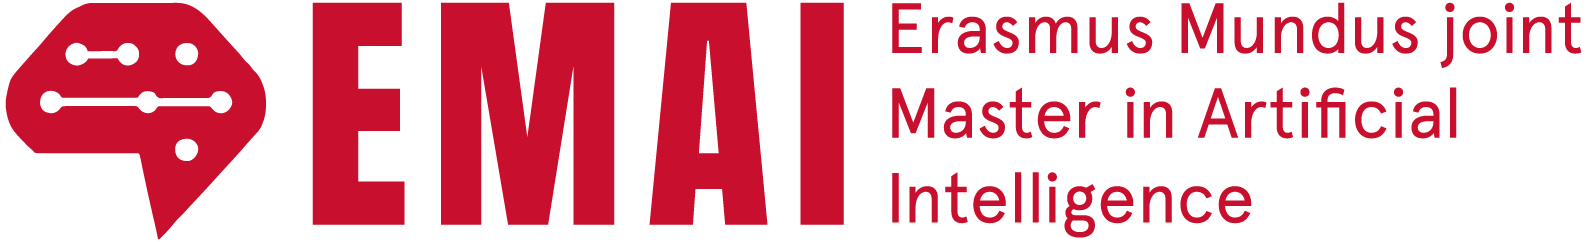 EMAI
Erasmus Mundus joint
Master in Artificial
Intelligence